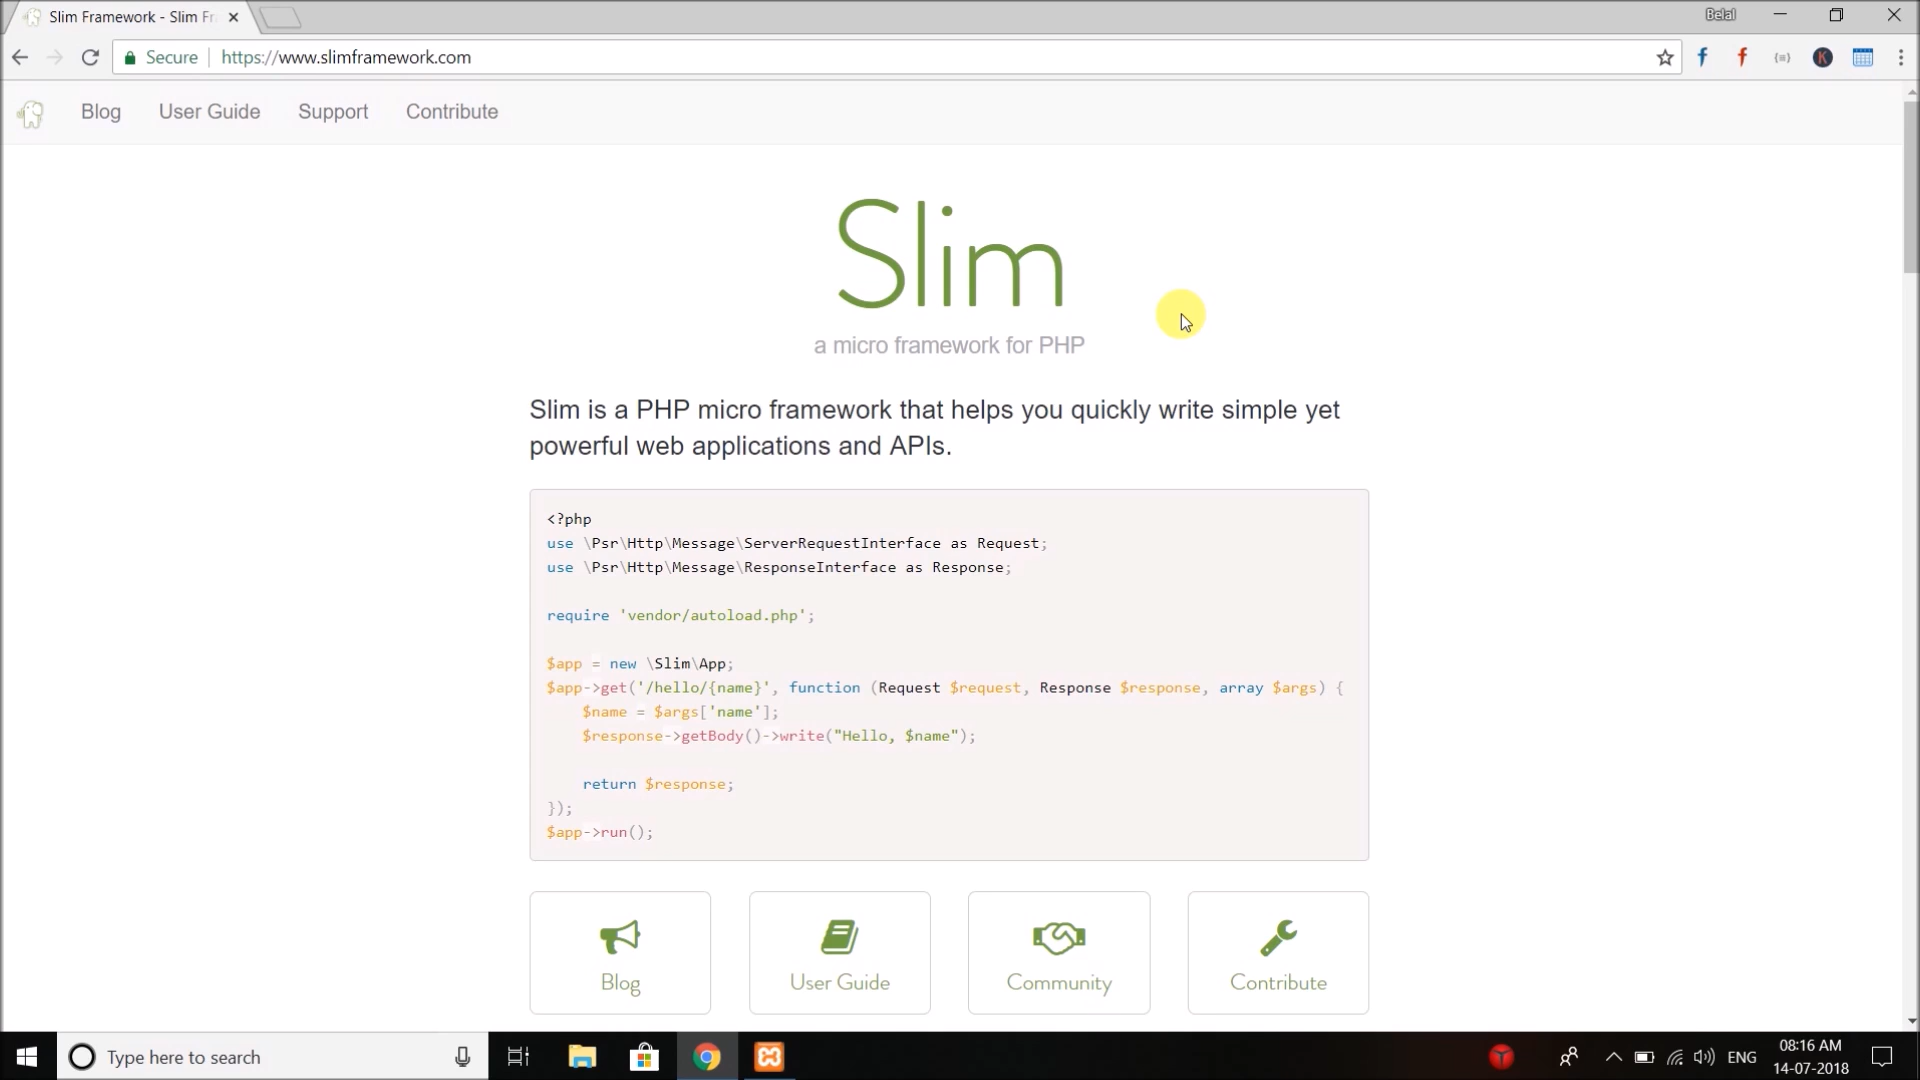 Slim Framework - Slim Fr
Belal
Secure
https://www.slimframework.com
Blog
User Guide
Support
Contribute
Slim
a micro framework for PHP
Slim is a PHP micro framework that helps you quickly write simple yet
powerful web applications and APIs.
<?php
use \Psr\Http\Message\ServerRequestInterface as Request;
use \Psr\Http\Message\ResponseInterface as Response;
require 'vendor/autoload.php';
$app = new \Slim\App;
$app->get('/hello/{name}', function (Request $request, Response $response, array $args) {
    $name = $args['name'];
    $response->getBody()->write("Hello, $name");
    return $response;
});
$app->run();
Blog
User Guide
Community
Contribute
Type here to search
ENG
08:16 AM
14-07-2018